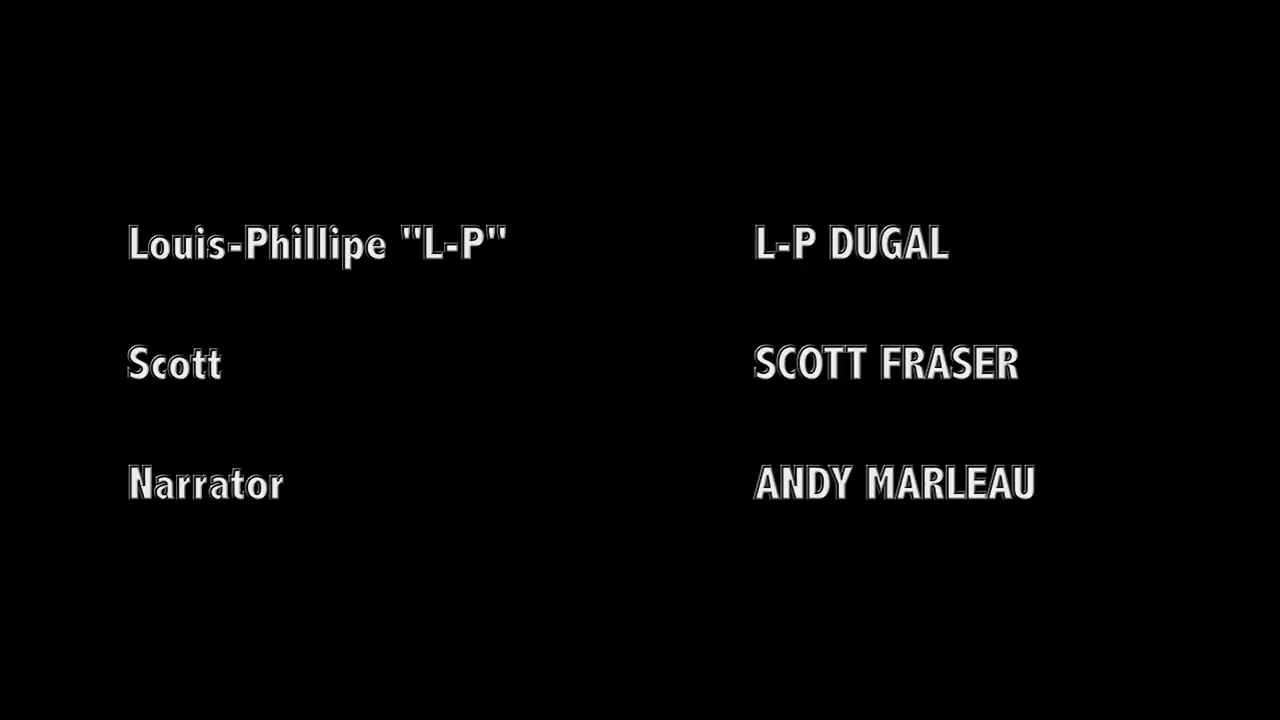 Louis-Phillipe "L-P" L-P DUGAL
Scott SCOTT FRASER
Narrator ANDY MARLEAU